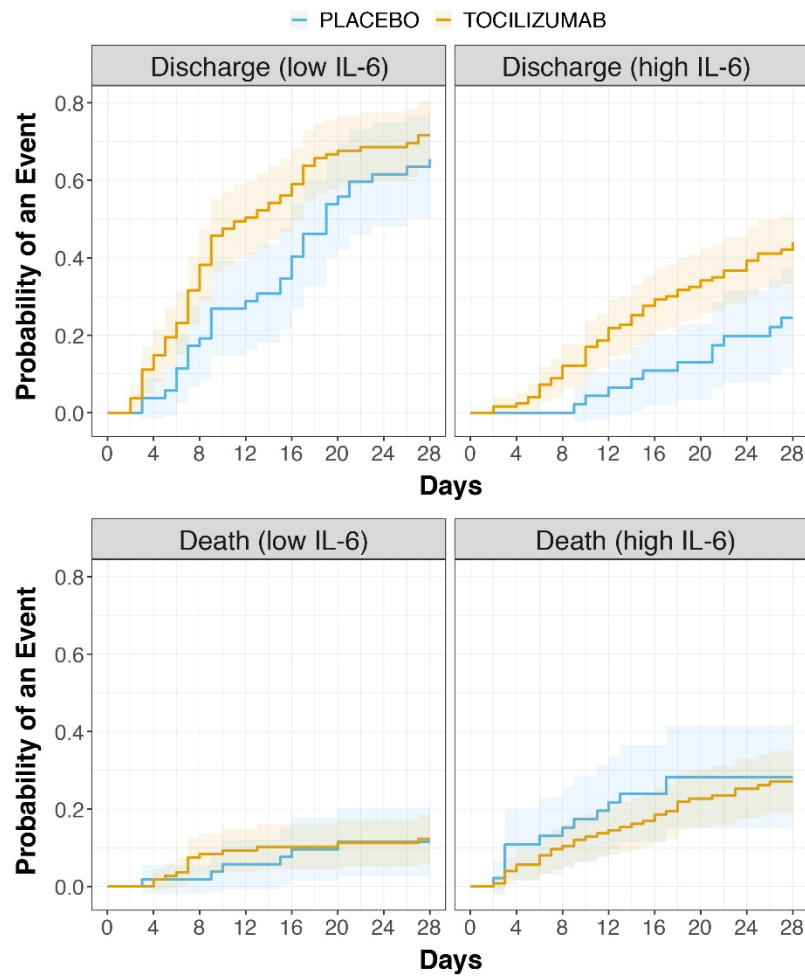 PLACEBO TOCILIZUMAB
Discharge (low IL-6) Discharge (high IL-6)
Probability of an Event
0.8
0.6
0.4
0.2
0.0
0 4 8 12 16 20 24 28 0 4 8 12 16 20 24 28
Days Days
Death (low IL-6) Death (high IL-6)
Probability of an Event
0.8
0.6
0.4
0.2
0.0
0 4 8 12 16 20 24 28 0 4 8 12 16 20 24 28
Days Days